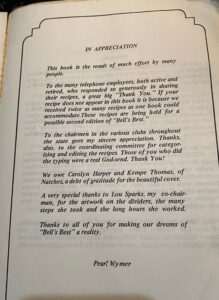 IN APPRECIATION
This book is the result of much effort by many
people.
To the many telephone employees, both active and
retired, who responded so generously in sharing
their recipes, a great big "Thank You." If your
recipe does not appear in this book it is because we
received twice as many recipes as one book could
accommodate.These recipes are being held for a
possible second edition of "Bell's Best."
To the chairmen in the various clubs throughout
the state goes my sincere appreciation. Thanks,
also, to the coordinating committee for categor-
izing and editing the recipes. Those of you who did
the typing were a real Godsend. Thank You!
We owe Carolyn Harper and Kempe Thomas, of
Natchez, a debt of gratitude for the beautiful cover.
A very special thanks to Lou Sparks, my co-chair-
man, for the artwork on the dividers, the many
steps she took and the long hours she worked.
Thanks to all of you for making our dreams of
"Bell's Best" a reality.
Pearl Wymer